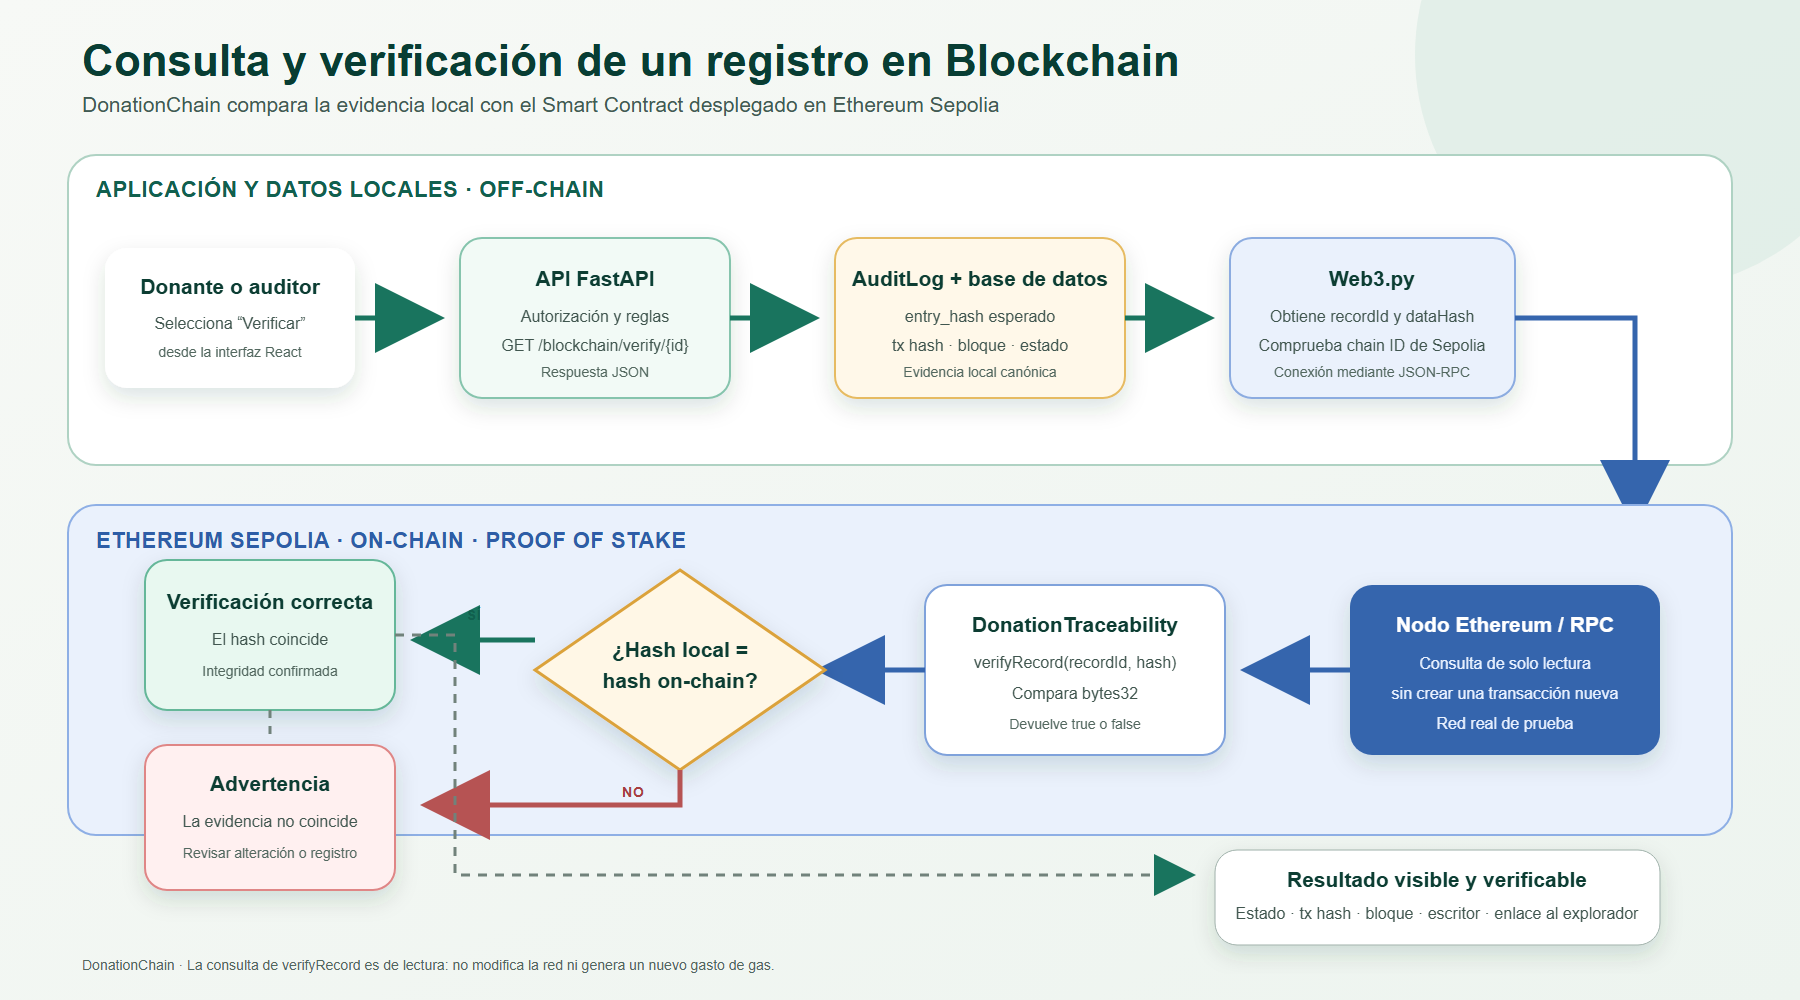 Consulta y verificación de un registro en Blockchain
DonationChain compara la evidencia local con el Smart Contract desplegado en Ethereum Sepolia
APLICACIÓN Y DATOS LOCALES · OFF-CHAIN
Donante o auditor
Selecciona “Verificar”
desde la interfaz React
API FastAPI
Autorización y reglas
GET /blockchain/verify/{id}
Respuesta JSON
AuditLog + base de datos
entry_hash esperado
tx hash · bloque · estado
Evidencia local canónica
Web3.py
Obtiene recordId y dataHash
Comprueba chain ID de Sepolia
Conexión mediante JSON-RPC
ETHEREUM SEPOLIA · ON-CHAIN · PROOF OF STAKE
Verificación correcta
El hash coincide
Integridad confirmada
SÍ
¿Hash local =
hash on-chain?
DonationTraceability
verifyRecord(recordId, hash)
Compara bytes32
Devuelve true o false
Nodo Ethereum / RPC
Consulta de solo lectura
sin crear una transacción nueva
Red real de prueba
Advertencia
La evidencia no coincide
Revisar alteración o registro
NO
Resultado visible y verificable
Estado · tx hash · bloque · escritor · enlace al explorador
DonationChain · La consulta de verifyRecord es de lectura: no modifica la red ni genera un nuevo gasto de gas.